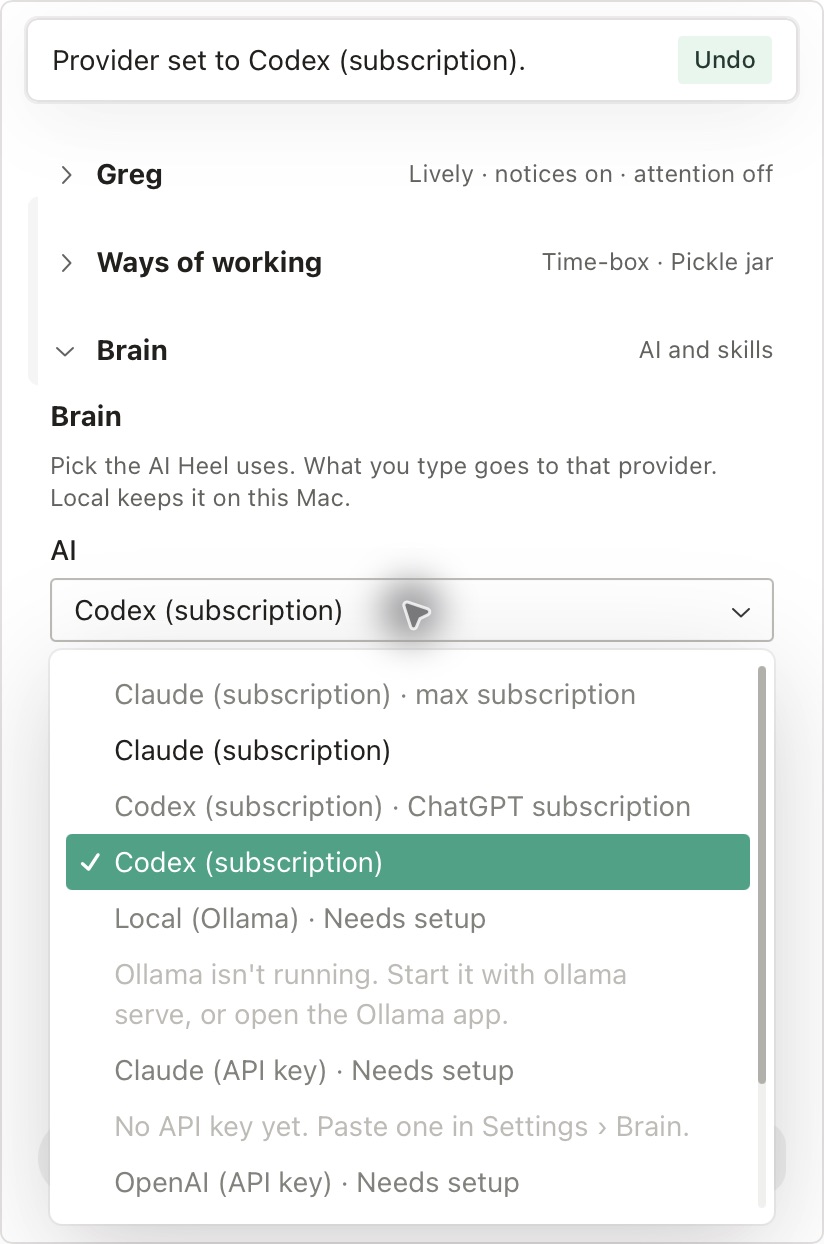 Provider set to Codex (subscription).
Undo
Greg
Lively · notices on · attention off
Ways of working
Time-box · Pickle jar
Brain
AI and skills
Brain
Pick the AI Heel uses. What you type goes to that provider.
Local keeps it on this Mac.
AI
Codex (subscription)
Claude (subscription) · max subscription
Claude (subscription)
Codex (subscription) · ChatGPT subscription
Codex (subscription)
Local (Ollama) · Needs setup
Ollama isn't running. Start it with ollama
serve, or open the Ollama app.
Claude (API key) · Needs setup
No API key yet. Paste one in Settings › Brain.
OpenAI (API key) · Needs setup